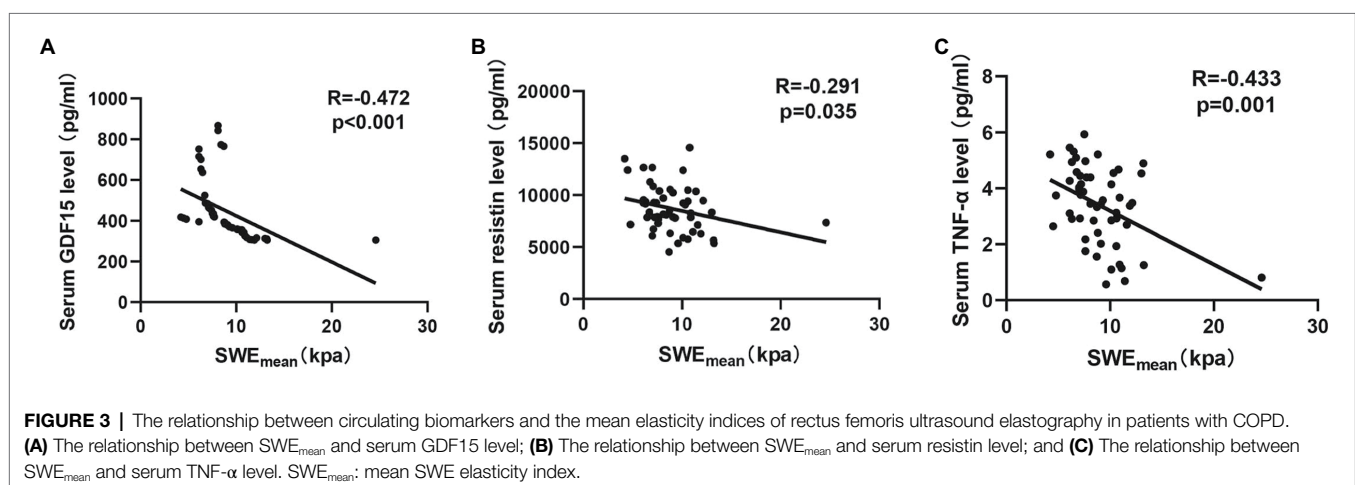 A
R=-0.472
p<0.001
Serum GDF15 level (pg/ml)
1000
800
600
400
200
0
0 10 20 30
SWEmean(kpa)
B
R=-0.291
p=0.035
Serum resistin level (pg/ml)
20000
15000
10000
5000
0
0 10 20 30
SWEmean(kpa)
C
R=-0.433
p=0.001
Serum TNF-α level (pg/ml)
8
6
4
2
0
0 10 20 30
SWEmean(kpa)
FIGURE 3 | The relationship between circulating biomarkers and the mean elasticity indices of rectus femoris ultrasound elastography in patients with COPD.
(A) The relationship between SWEmean and serum GDF15 level; (B) The relationship between SWEmean and serum resistin level; and (C) The relationship between
SWEmean and serum TNF-α level. SWEmean: mean SWE elasticity index.